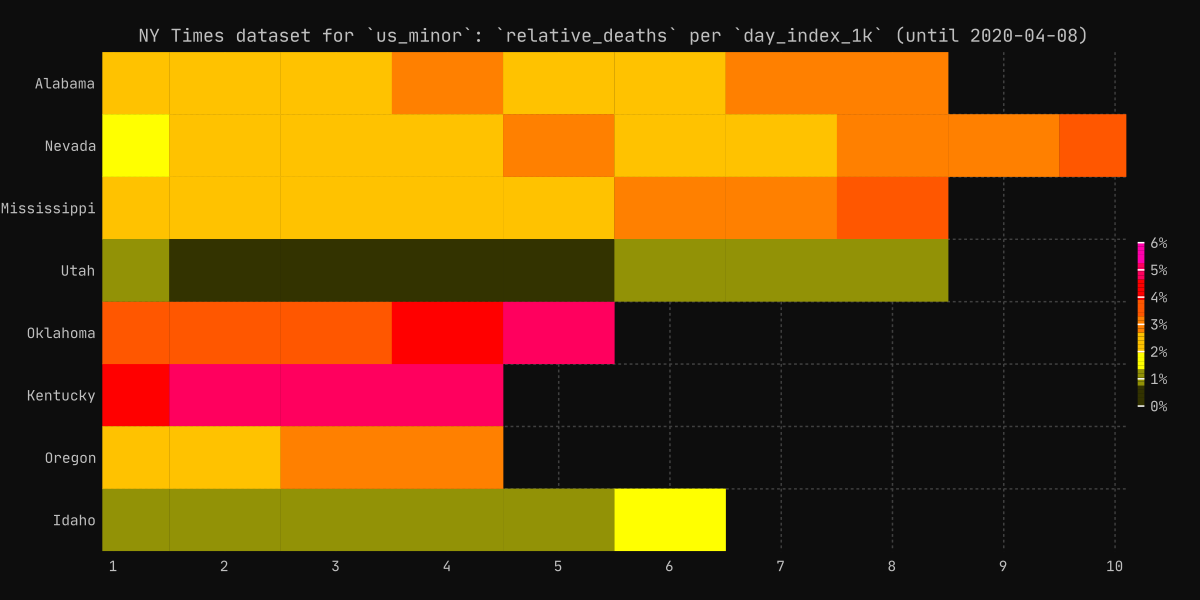 NY Times dataset for `us_minor`: `relative_deaths` per `day_index_1k` (until 2020-04-08)
Alabama
Nevada
Mississippi
Utah
Oklahoma
Kentucky
Oregon
Idaho
1 2 3 4 5 6 7 8 9 10
6%
5%
4%
3%
2%
1%
0%